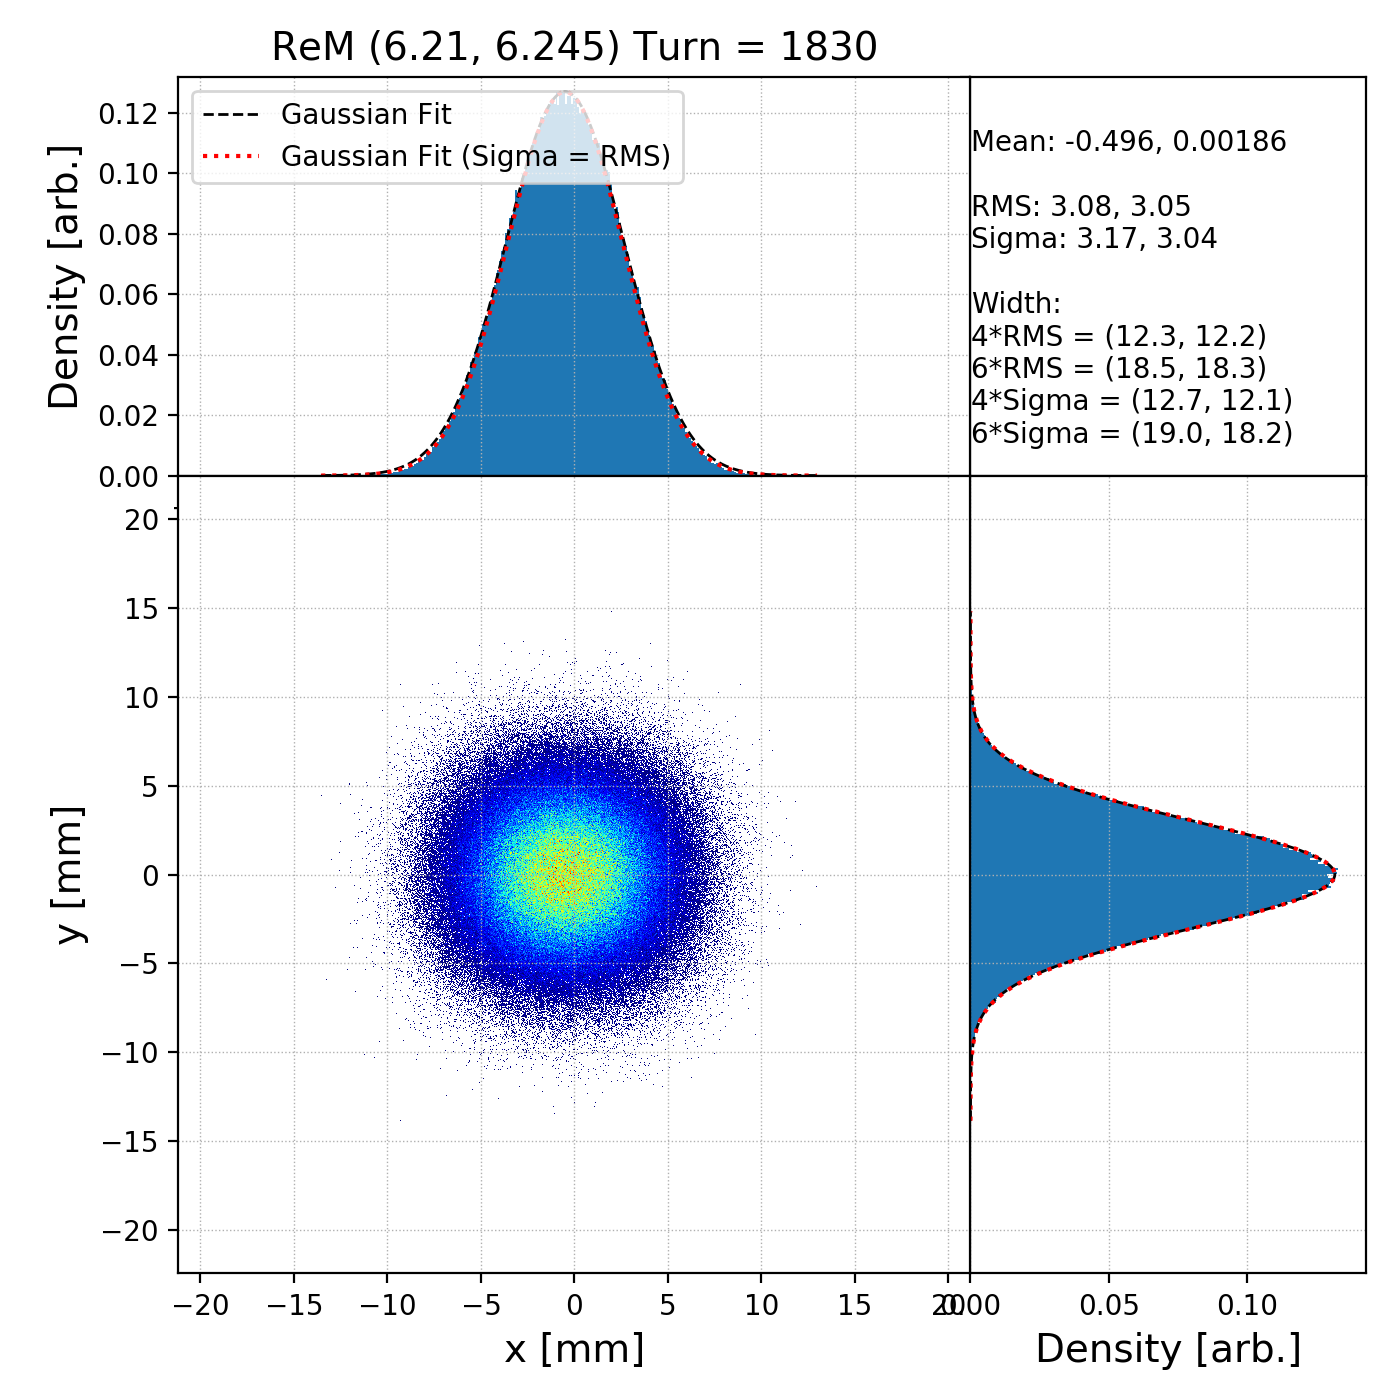 ReM (6.21, 6.245) Turn = 1830
Gaussian Fit
Gaussian Fit (Sigma = RMS)
0.12
0.10
0.08
0.06
0.04
0.02
0.00
Density [arb.]
Mean: -0.496, 0.00186
RMS: 3.08, 3.05
Sigma: 3.17, 3.04
Width:
4*RMS = (12.3, 12.2)
6*RMS = (18.5, 18.3)
4*Sigma = (12.7, 12.1)
6*Sigma = (19.0, 18.2)
20
15
10
5
0
−5
−10
−15
−20
y [mm]
−20 −15 −10 −5 0 5 10 15 20
x [mm]
0.00 0.05 0.10
Density [arb.]